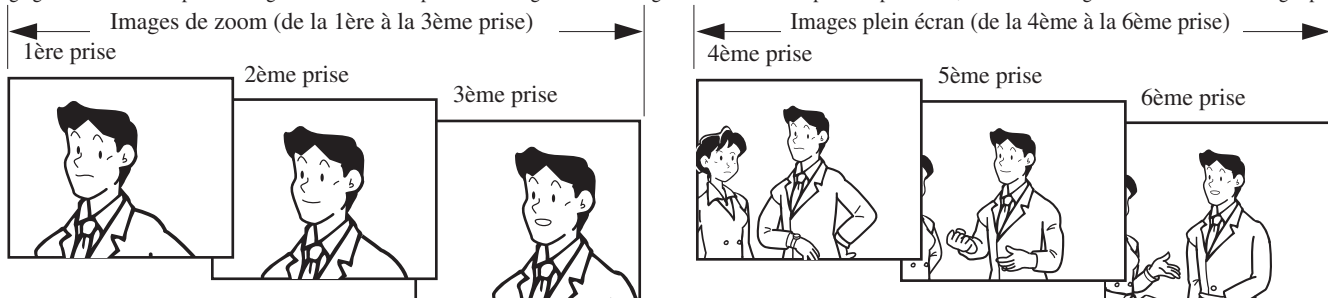 Images de zoom (de la 1ère à la 3ème prise)
1ère prise
2ème prise
3ème prise
Images plein écran (de la 4ème à la 6ème prise)
4ème prise
5ème prise
6ème prise